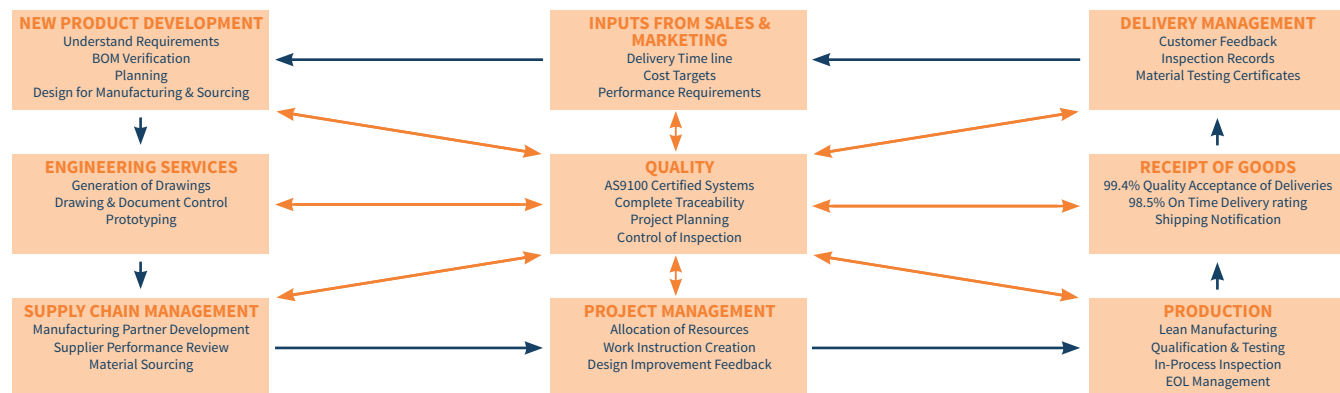 NEW PRODUCT DEVELOPMENT
Understand Requirements
BOM Verification
Planning
Design for Manufacturing & Sourcing
INPUTS FROM SALES &
MARKETING
Delivery Time line
Cost Targets
Performance Requirements
DELIVERY MANAGEMENT
Customer Feedback
Inspection Records
Material Testing Certificates
ENGINEERING SERVICES
Generation of Drawings
Drawing & Document Control
Prototyping
QUALITY
AS9100 Certified Systems
Complete Traceability
Project Planning
Control of Inspection
RECEIPT OF GOODS
99.4% Quality Acceptance of Deliveries
98.5% On Time Delivery rating
Shipping Notification
SUPPLY CHAIN MANAGEMENT
Manufacturing Partner Development
Supplier Performance Review
Material Sourcing
PROJECT MANAGEMENT
Allocation of Resources
Work Instruction Creation
Design Improvement Feedback
PRODUCTION
Lean Manufacturing
Qualification & Testing
In-Process Inspection
EOL Management